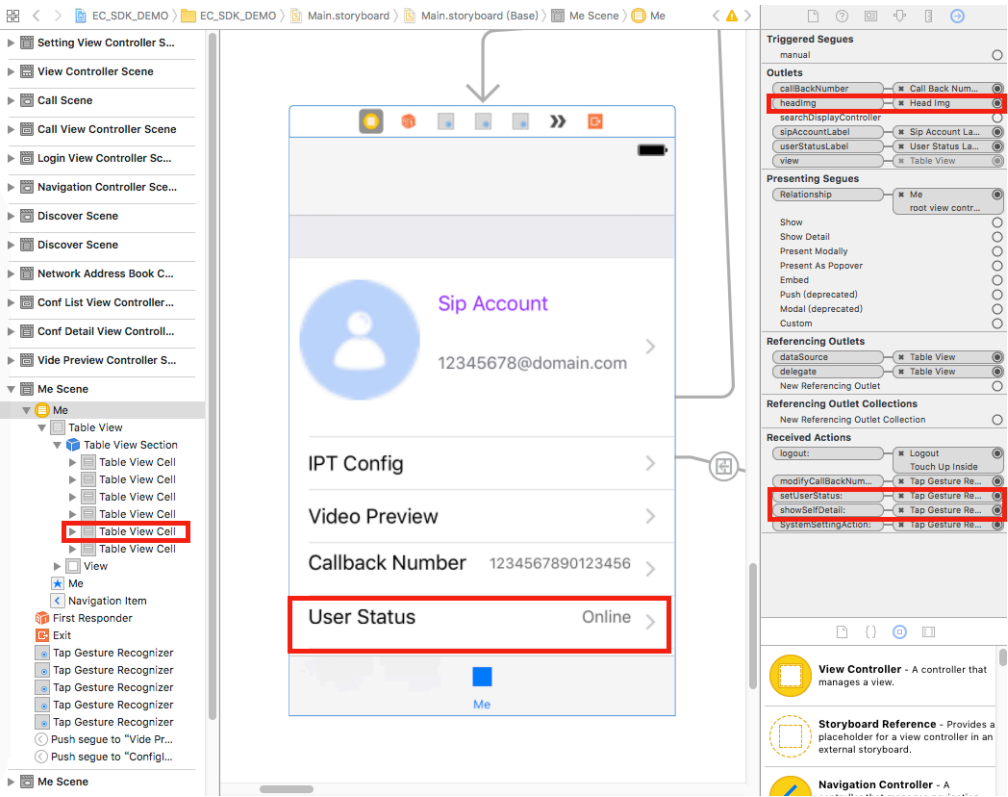 EC_SDK_DEMO
EC_SDK_DEMO
Main.storyboard
Main.storyboard (Base)
Me Scene
Me
Setting View Controller S...
View Controller Scene
Call Scene
Call View Controller Scene
Login View Controller Sc...
Navigation Controller Sce...
Discover Scene
Discover Scene
Network Address Book C...
Conf List View Controller...
Conf Detail View Controll...
Vide Preview Controller S...
Me Scene
Me
Table View
Table View Section
Table View Cell
Table View Cell
Table View Cell
Table View Cell
Table View Cell
Table View Cell
View
Me
Navigation Item
First Responder
Exit
Tap Gesture Recognizer
Tap Gesture Recognizer
Tap Gesture Recognizer
Tap Gesture Recognizer
Tap Gesture Recognizer
Push segue to "Vide Pr...
Push segue to "ConfigI...
Me Scene
Sip Account
12345678@domain.com
IPT Config
Video Preview
Callback Number 1234567890123456
User Status Online
Me
Triggered Segues
manual
Outlets
callBackNumber Call Back Num...
headImg Head Img
searchDisplayController
sipAccountLabel Sip Account La...
userStatusLabel User Status La...
view Table View
Presenting Segues
Relationship Me
root view contr...
Show
Show Detail
Present Modally
Present As Popover
Embed
Push (deprecated)
Modal (deprecated)
Custom
Referencing Outlets
dataSource Table View
delegate Table View
New Referencing Outlet
Referencing Outlet Collections
New Referencing Outlet Collection
Received Actions
logout: Logout
Touch Up Inside
modifyCallBackNum... Tap Gesture Re...
setUserStatus: Tap Gesture Re...
showSelfDetail: Tap Gesture Re...
SystemSettingAction: Tap Gesture Re...
View Controller - A controller that
manages a view.
Storyboard Reference - Provides a
placeholder for a view controller in an
external storyboard.
Navigation Controller - A